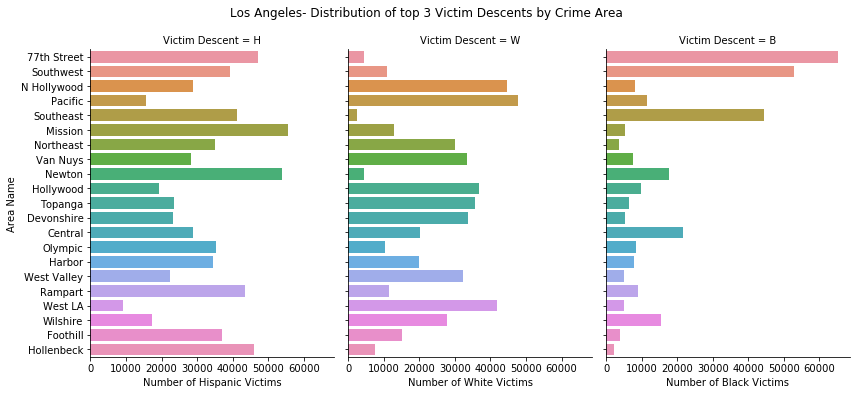 Los Angeles- Distribution of top 3 Victim Descents by Crime Area
Victim Descent = H
Victim Descent = W
Victim Descent = B
Area Name
77th Street
Southwest
N Hollywood
Pacific
Southeast
Mission
Northeast
Van Nuys
Newton
Hollywood
Topanga
Devonshire
Central
Olympic
Harbor
West Valley
Rampart
West LA
Wilshire
Foothill
Hollenbeck
0 10000 20000 30000 40000 50000 60000
0 10000 20000 30000 40000 50000 60000
0 10000 20000 30000 40000 50000 60000
Number of Hispanic Victims
Number of White Victims
Number of Black Victims